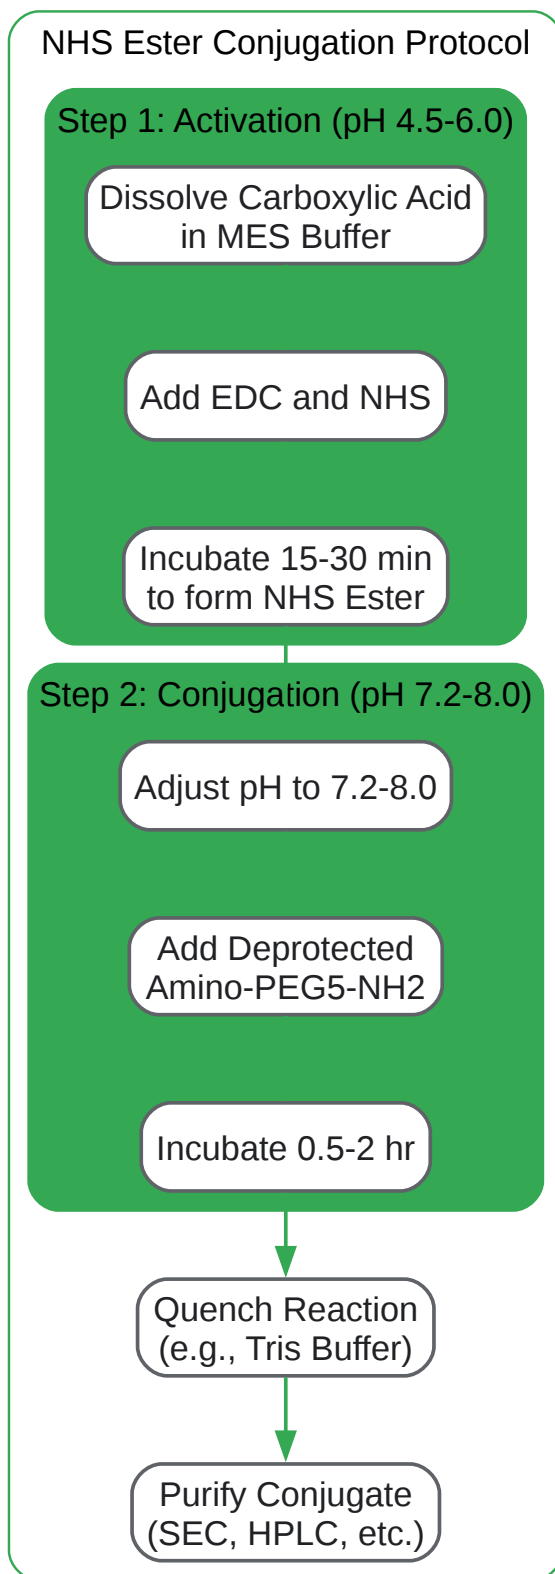 NHS Ester Conjugation Protocol
Step 1: Activation (pH 4.5-6.0)
Dissolve Carboxylic Acid
in MES Buffer
Add EDC and NHS
Incubate 15-30 min
to form NHS Ester
Step 2: Conjugation (pH 7.2-8.0)
Adjust pH to 7.2-8.0
Add Deprotected
Amino-PEG5-NH2
Incubate 0.5-2 hr
Quench Reaction
(e.g., Tris Buffer)
Purify Conjugate
(SEC, HPLC, etc.)